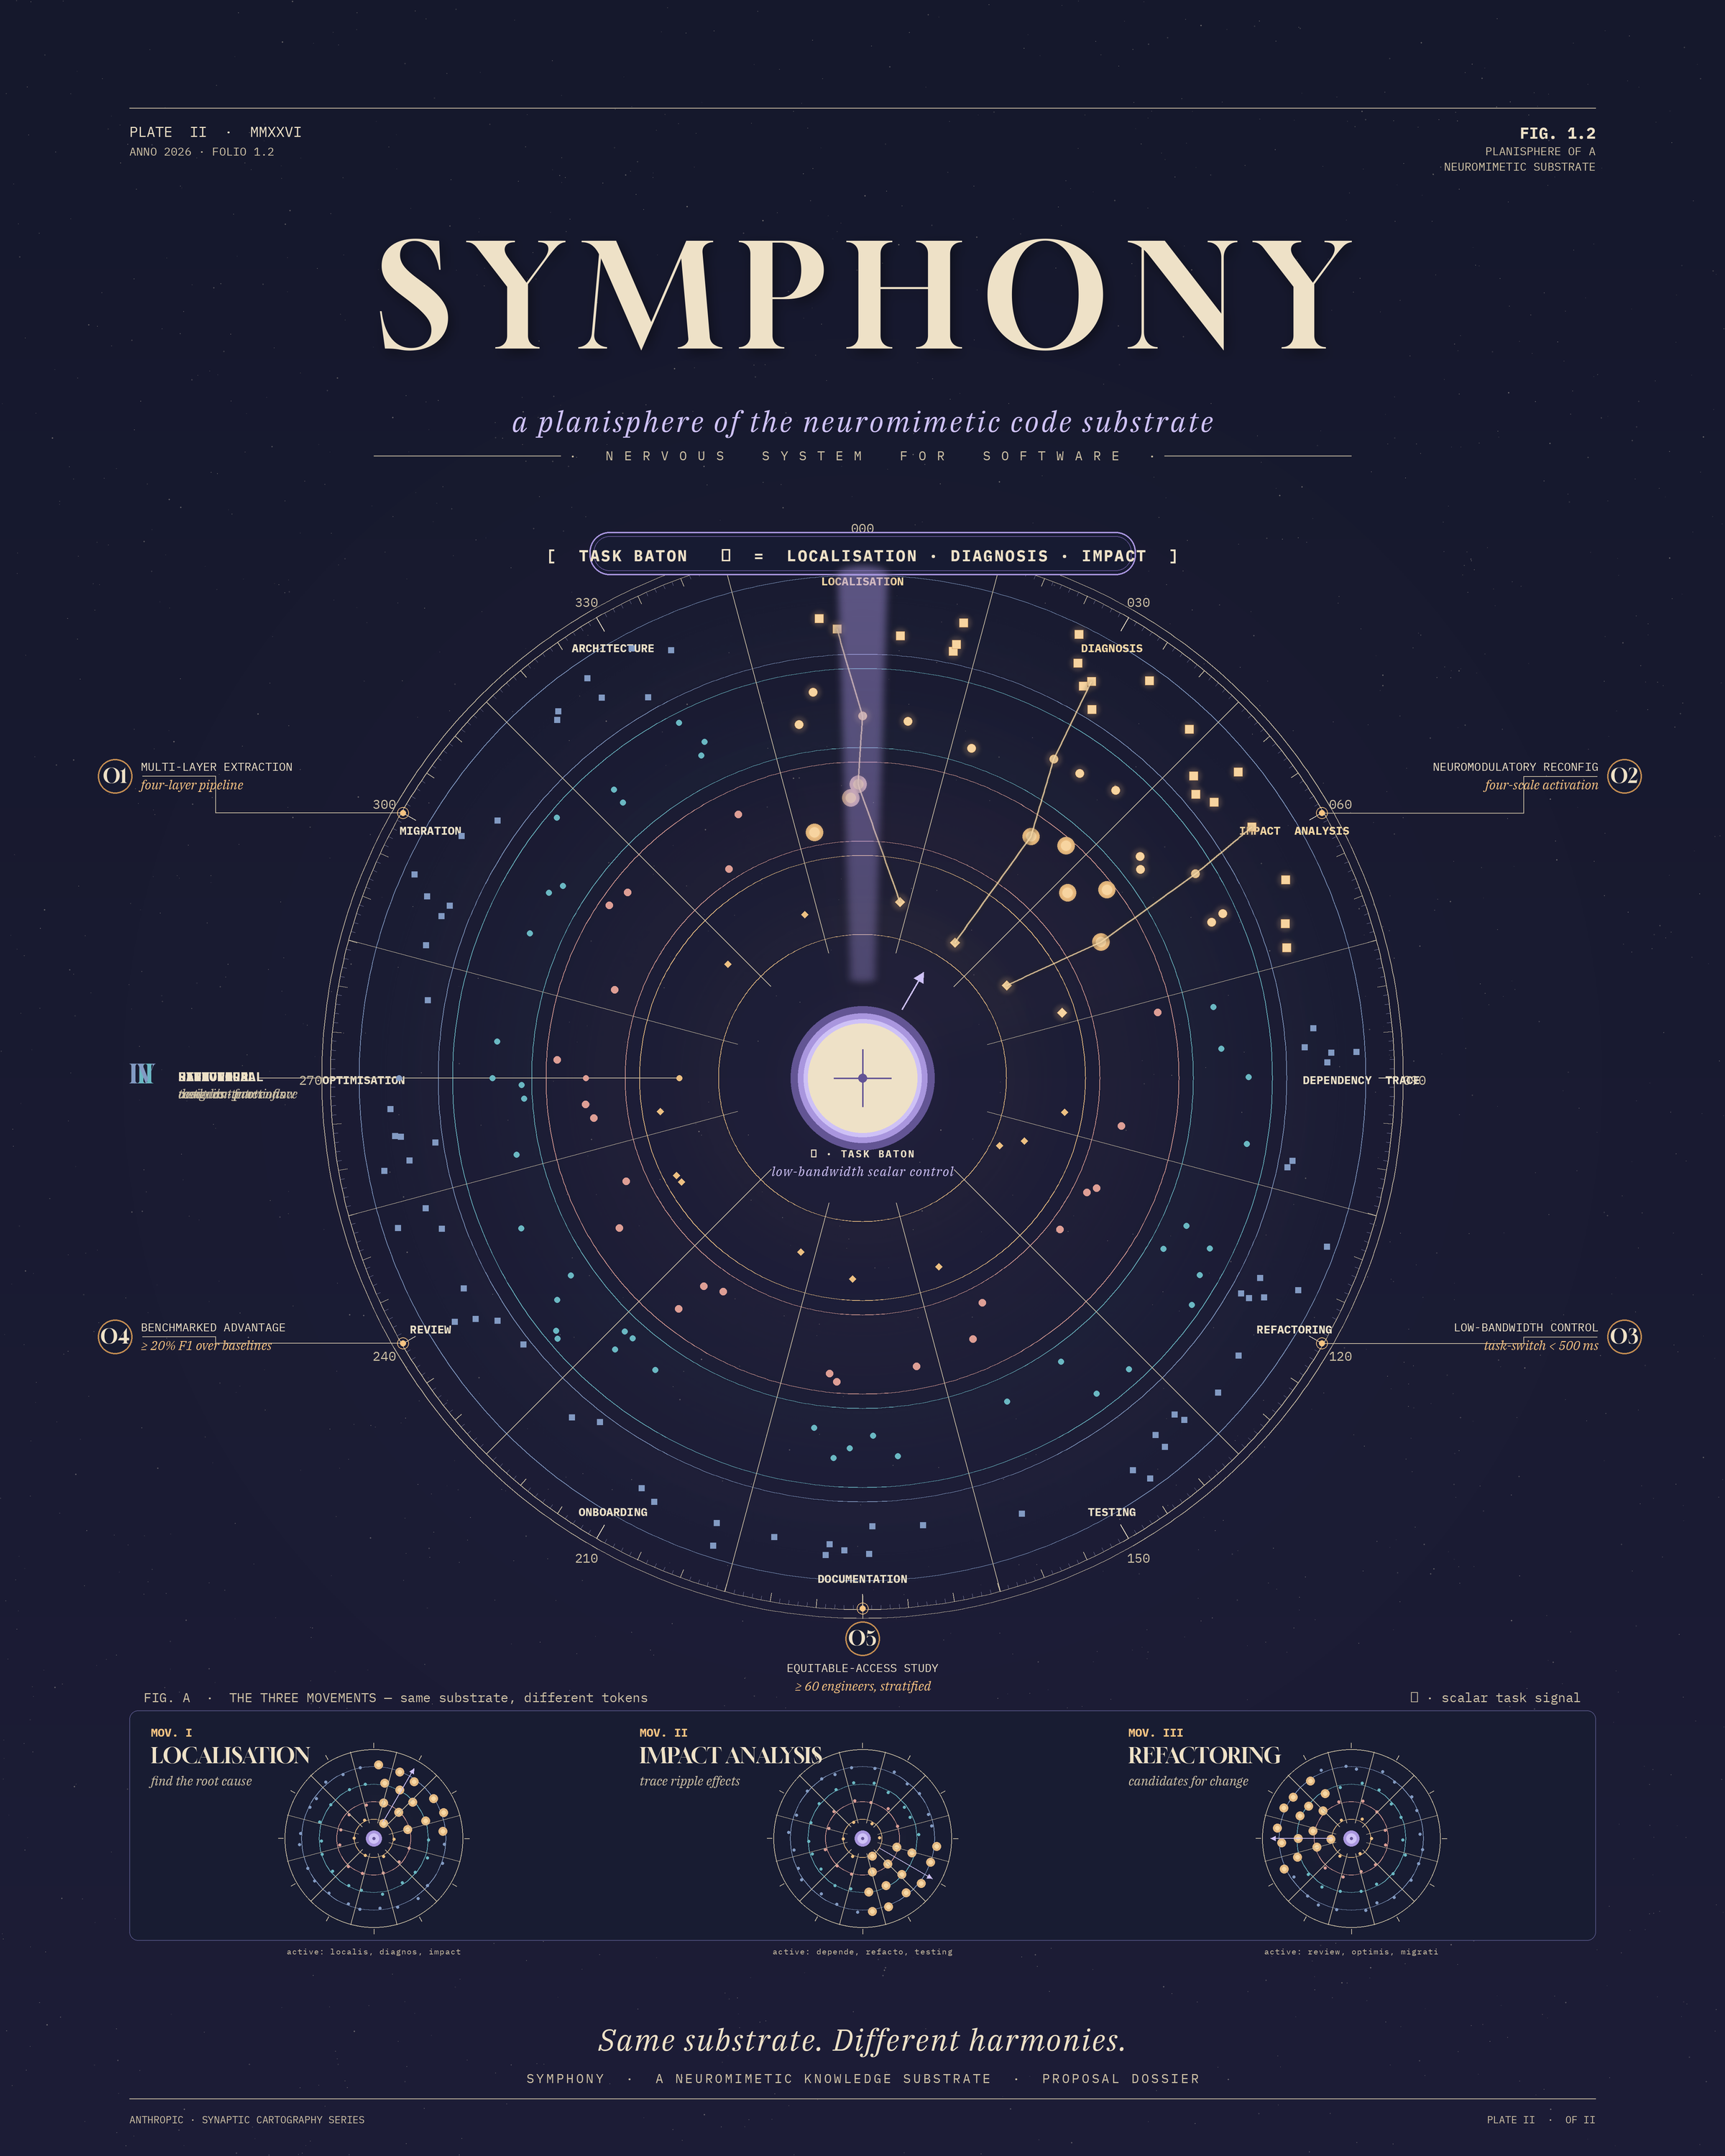 PLATE II · MMXXVI
ANNO 2026 · FOLIO 1.2
FIG. 1.2
PLANISPHERE OF A
NEUROMIMETIC SUBSTRATE
SYMPHONY
a planisphere of the neuromimetic code substrate
· NERVOUS SYSTEM FOR SOFTWARE ·
000
[ TASK BATON = LOCALISATION · DIAGNOSIS · IMPACT ]
LOCALISATION
330
030
ARCHITECTURE
DIAGNOSIS
01
MULTI-LAYER EXTRACTION
four-layer pipeline
NEUROMODULATORY RECONFIG
four-scale activation
02
300
060
MIGRATION
IMPACT ANALYSIS
270
OPTIMISATION
DEPENDENCY TRACE
· TASK BATON
low-bandwidth scalar control
04
BENCHMARKED ADVANTAGE
≥ 20% F1 over baselines
LOW-BANDWIDTH CONTROL
task-switch < 500 ms
03
REVIEW
REFACTORING
240
120
ONBOARDING
TESTING
210
150
DOCUMENTATION
05
EQUITABLE-ACCESS STUDY
≥ 60 engineers, stratified
FIG. A · THE THREE MOVEMENTS — same substrate, different tokens
· scalar task signal
MOV. I
LOCALISATION
find the root cause
MOV. II
IMPACT ANALYSIS
trace ripple effects
MOV. III
REFACTORING
candidates for change
active: localis, diagnos, impact
active: depende, refacto, testing
active: review, optimis, migrati
Same substrate. Different harmonies.
SYMPHONY · A NEUROMIMETIC KNOWLEDGE SUBSTRATE · PROPOSAL DOSSIER
ANTHROPIC · SYNAPTIC CARTOGRAPHY SERIES
PLATE II · OF II